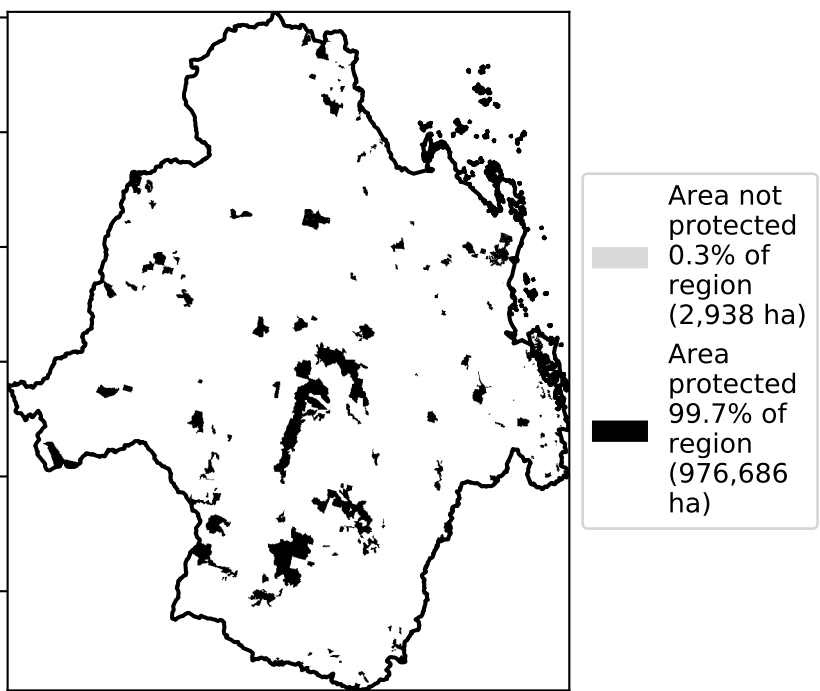 Area not
protected
0.3% of
region
(2,938 ha)
Area
protected
99.7% of
region
(976,686
ha)